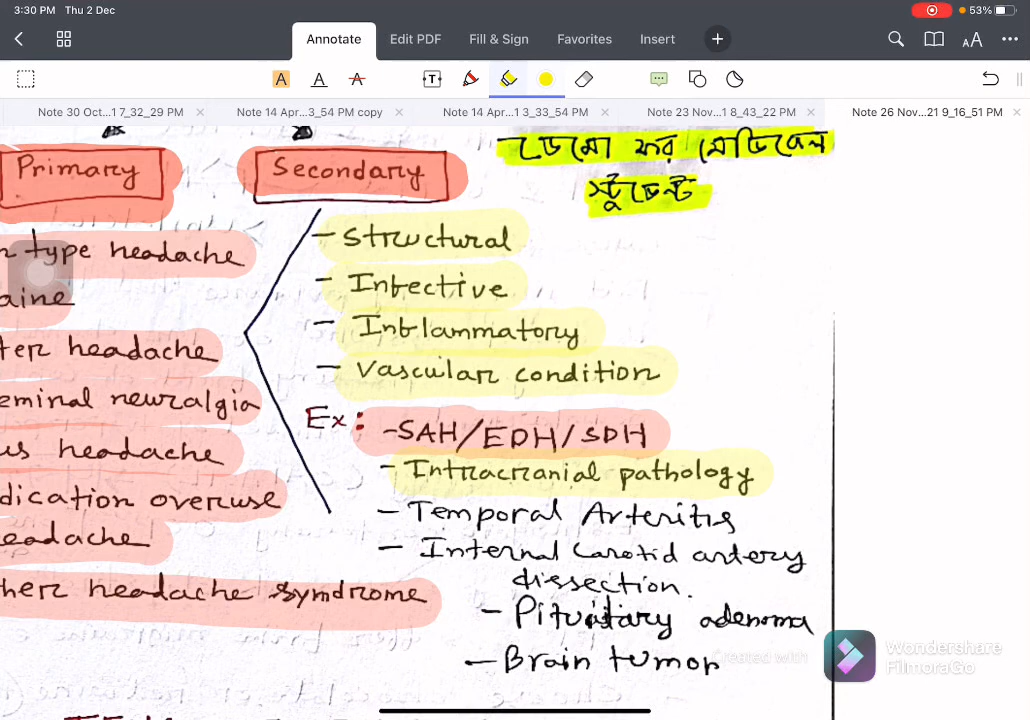 3:30 PM Thu 2 Dec
53%
Annotate Edit PDF Fill & Sign Favorites Insert
Note 30 Oct...1 7_32_29 PM
Note 14 Apr...3_54 PM copy
Note 14 Apr...1 3_33_54 PM
Note 23 Nov...1 8_43_22 PM
Note 26 Nov...21 9_16_51 PM
ডেমো ফর মেডিকেল
স্টুডেন্ট
Primary
Secondary
n type headache
aine
ter headache
eminal neuralgia
us headache
dication overuse
eadache
her headache syndrome
- Structural
- Infective
- Inflammatory
- Vascular condition
Ex:
-SAH/EDH/SDH
- Intracranial pathology
- Temporal Arteritis
- Internal Carotid artery
dissection.
- Pituitary adenoma
- Brain tumor
Created with
Wondershare
FilmoraGo